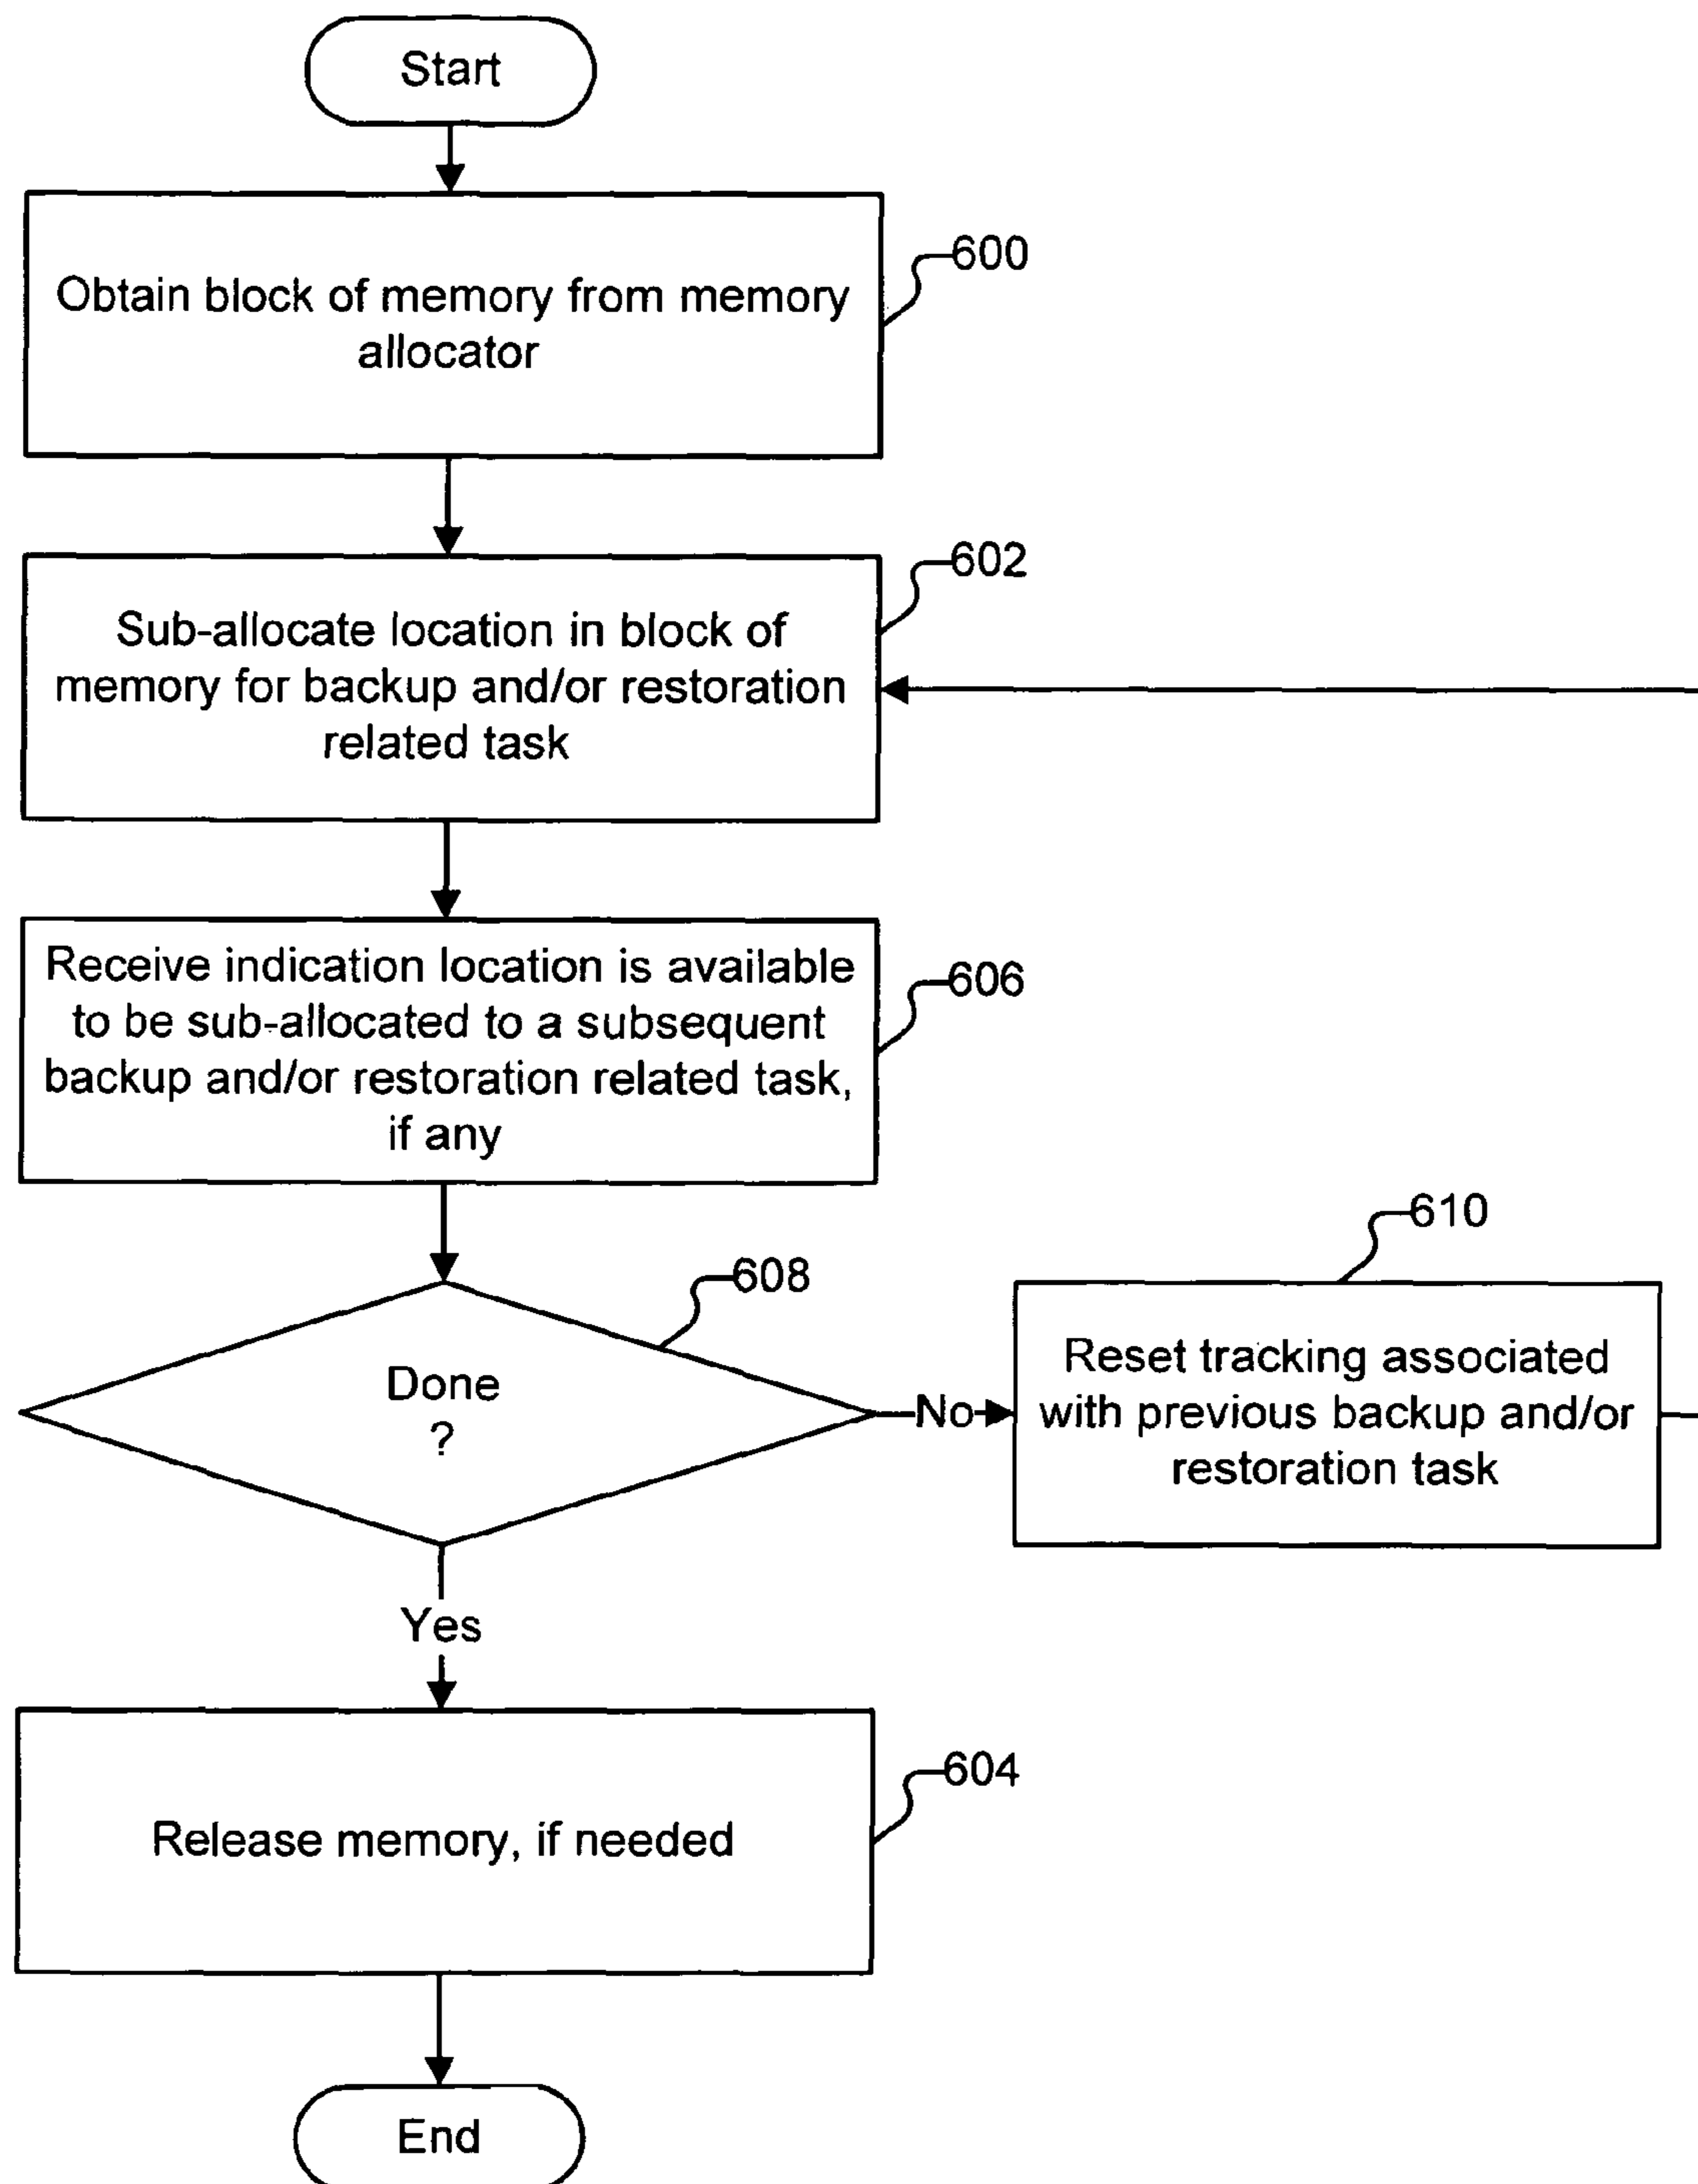 Start
Obtain block of memory from memory
allocator
600
Sub-allocate location in block of
memory for backup and/or restoration
related task
602
Receive indication location is available
to be sub-allocated to a subsequent
backup and/or restoration related task,
if any
606
Done
?
608
No
Reset tracking associated
with previous backup and/or
restoration task
610
Yes
Release memory, if needed
604
End